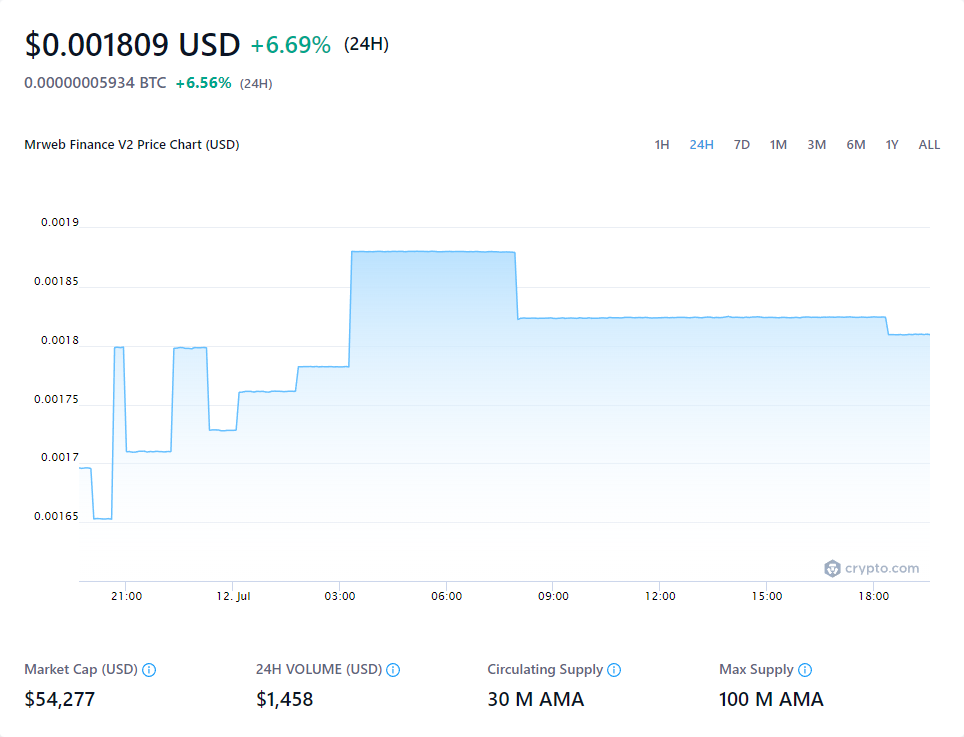 $0.001809 USD +6.69% (24H)
0.00000005934 BTC +6.56% (24H)
Mrweb Finance V2 Price Chart (USD) 1H 24H 7D 1M 3M 6M 1Y ALL
0.0019
0.00185
0.0018
0.00175
0.0017
0.00165
crypto.com
21:00 12. Jul 03:00 06:00 09:00 12:00 15:00 18:00
Market Cap (USD) 24H VOLUME (USD) Circulating Supply Max Supply
$54,277 $1,458 30 M AMA 100 M AMA